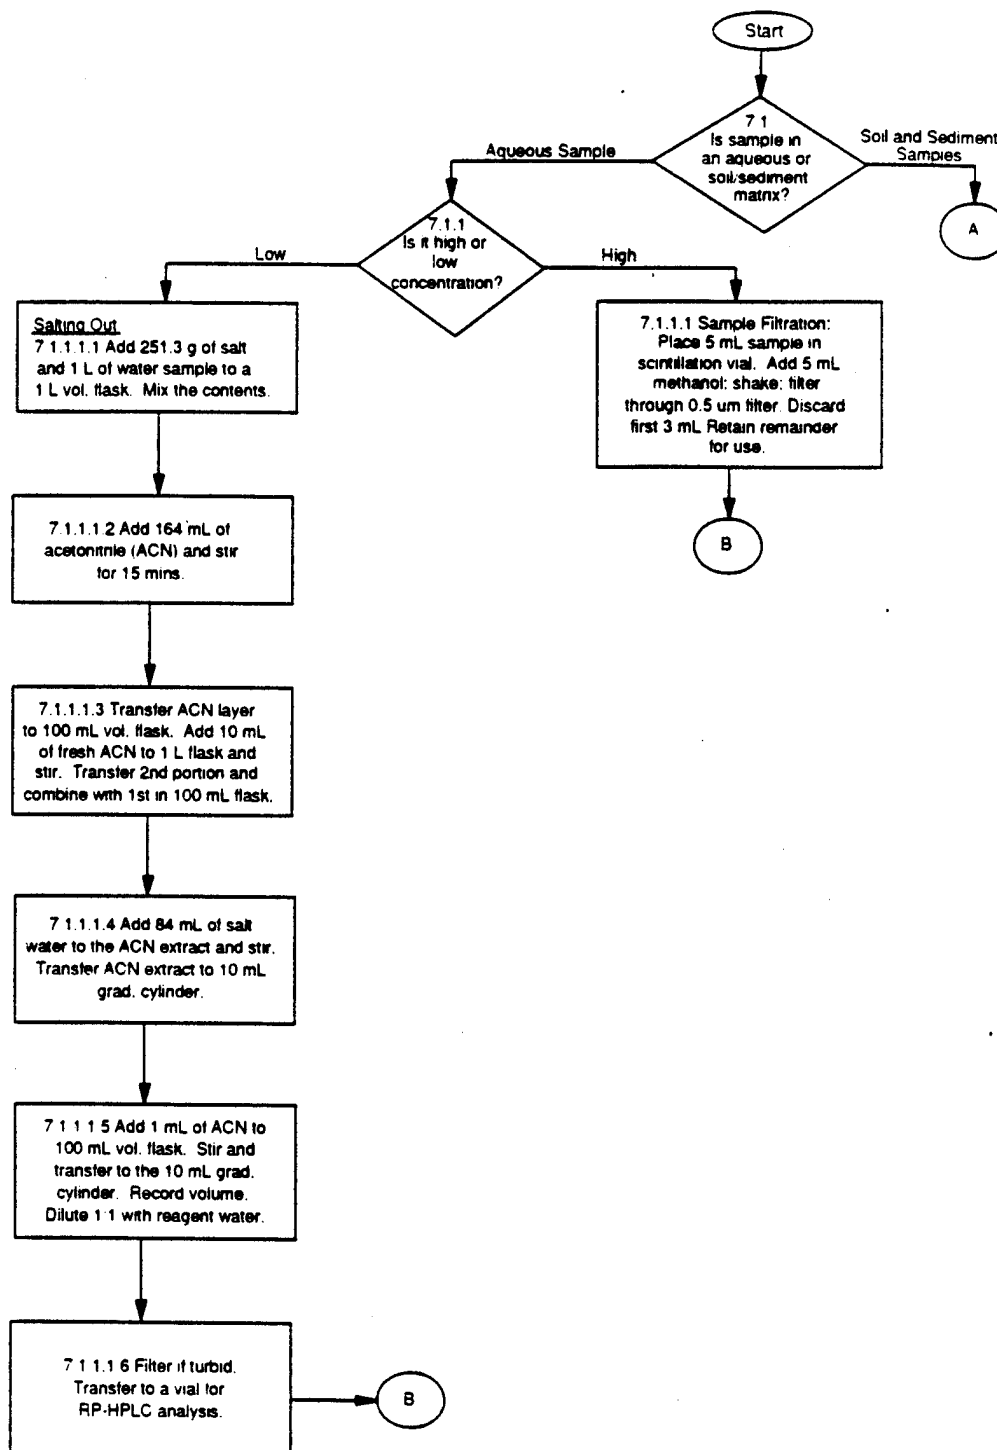 Start
7.1
Is sample in
an aqueous or
soil/sediment
matrix?
Aqueous Sample
Soil and Sediment
Samples
A
7.1.1
Is it high or
low
concentration?
Low
High
Salting Out
7 1.1.1.1 Add 251.3 g of salt
and 1 L of water sample to a
1 L vol. flask. Mix the contents.
7.1.1.1 Sample Filtration:
Place 5 mL sample in
scintillation vial. Add 5 mL
methanol; shake; filter
through 0.5 um filter. Discard
first 3 mL Retain remainder
for use.
B
7.1.1.1.2 Add 164 mL of
acetonitrile (ACN) and stir
for 15 mins.
7.1.1.1.3 Transfer ACN layer
to 100 mL vol. flask. Add 10 mL
of fresh ACN to 1 L flask and
stir. Transfer 2nd portion and
combine with 1st in 100 mL flask.
7 1.1.1.4 Add 84 mL of salt
water to the ACN extract and stir.
Transfer ACN extract to 10 mL
grad. cylinder.
7 1 1 1 5 Add 1 mL of ACN to
100 mL vol. flask. Stir and
transfer to the 10 mL grad.
cylinder. Record volume.
Dilute 1:1 with reagent water.
7 1 1.1 6 Filter if turbid.
Transfer to a vial for
RP-HPLC analysis.
B